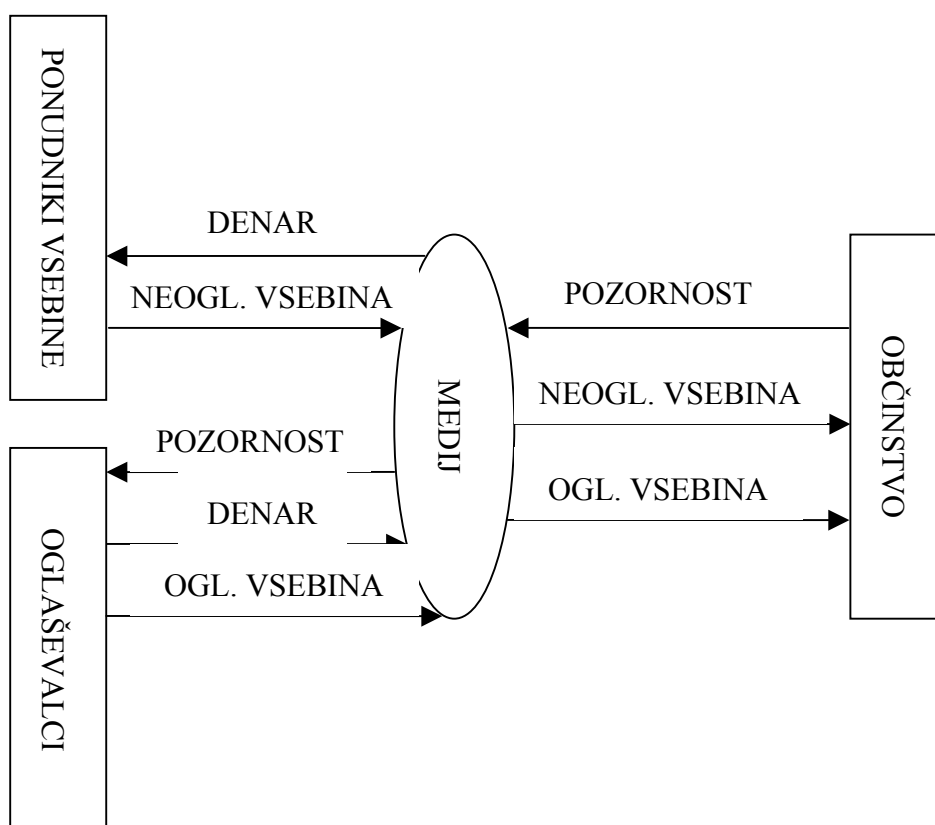 PONUDNIKI VSEBINE
DENAR
NEOGL. VSEBINA
POZORNOST
DENAR
OGL. VSEBINA
OGLAŠEVALCI
MEDIJ
POZORNOST
NEOGL. VSEBINA
OGL. VSEBINA
OBČINSTVO